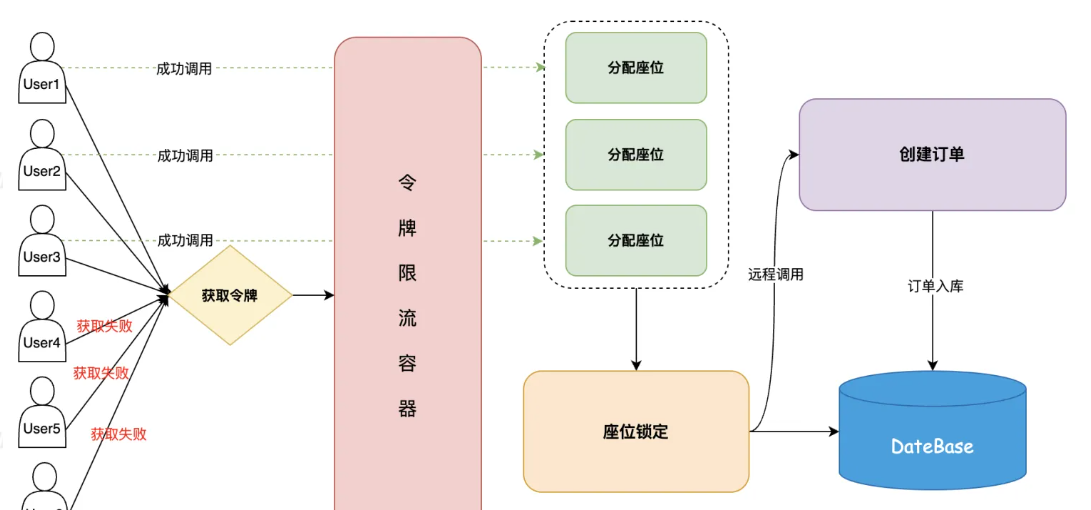 User1
成功调用
分配座位
User2
成功调用
分配座位
User3
成功调用
分配座位
创建订单
获取令牌
令
牌
限
流
容
器
远程调用
订单入库
User4
获取失败
User5
获取失败
获取失败
座位锁定
DateBase